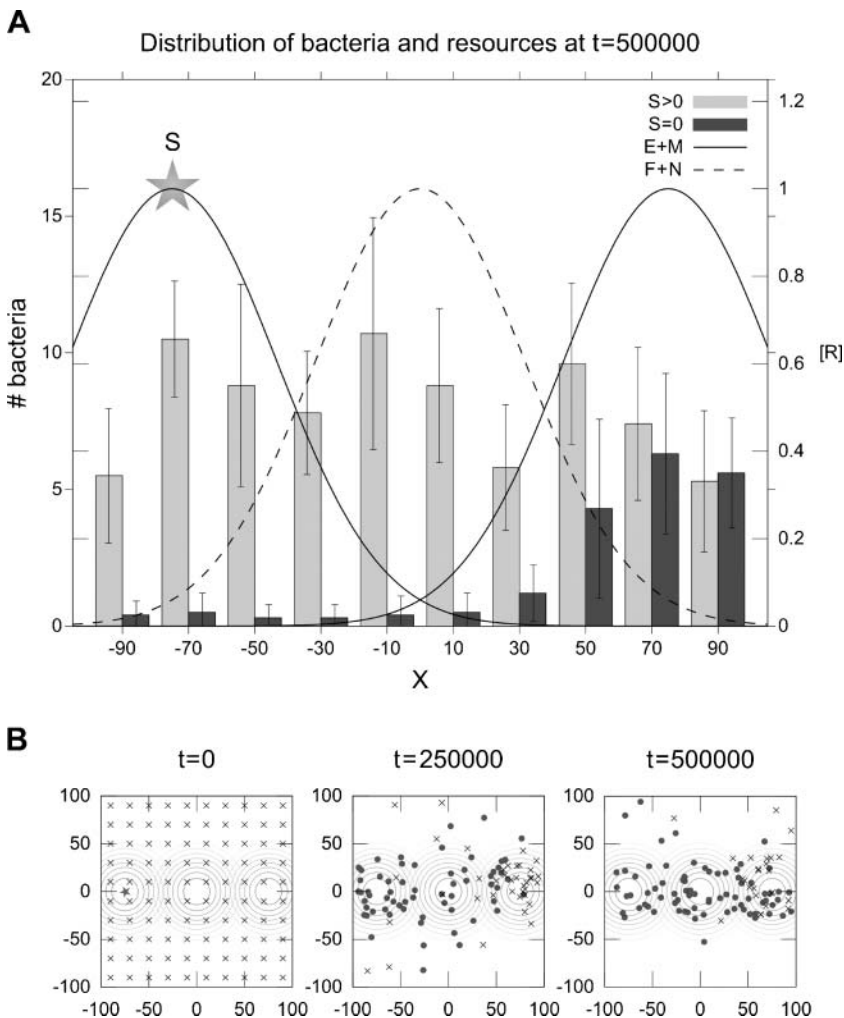 A
Distribution of bacteria and resources at t=500000
20
15
10
5
0
# bacteria
1.2
1
0.8
0.6
0.4
0.2
0
[R]
S
S>0
S=0
E+M
F+N
-90 -70 -50 -30 -10 10 30 50 70 90
X
B
t=0 t=250000 t=500000
100 100 100
50 50 50
0 0 0
-50 -50 -50
-100 -100 -100
-100 -50 0 50 100 -100 -50 0 50 100 -100 -50 0 50 100